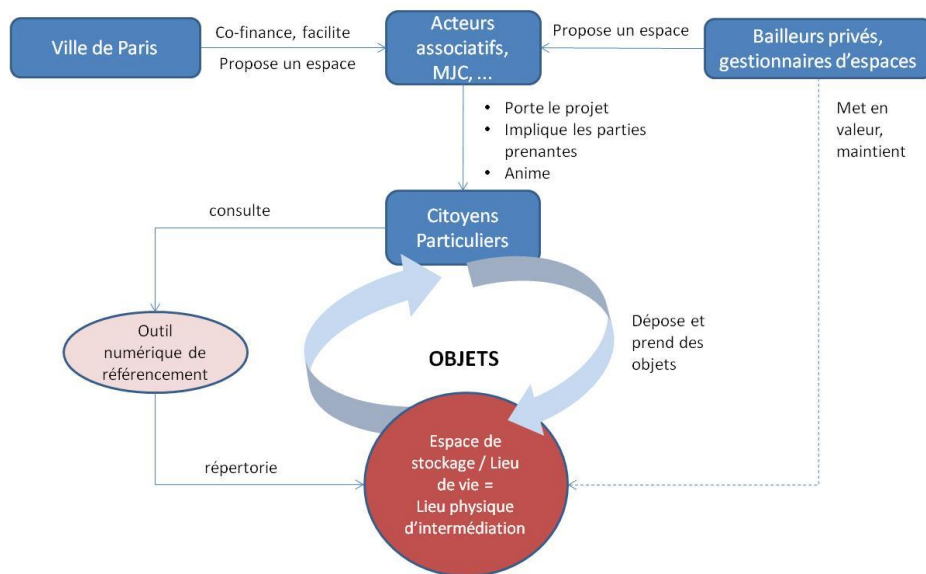 Ville de Paris
Co-finance, facilite
Propose un espace
Acteurs
associatifs,
MJC, ...
Propose un espace
Bailleurs privés,
gestionnaires d'espaces
• Porte le projet
• Implique les parties
prenantes
• Anime
Met en
valeur,
maintient
consulte
Citoyens
Particuliers
Outil
numérique de
référencement
OBJETS
Dépose et
prend des
objets
répertorie
Espace de
stockage / Lieu
de vie =
Lieu physique
d'intermédiation